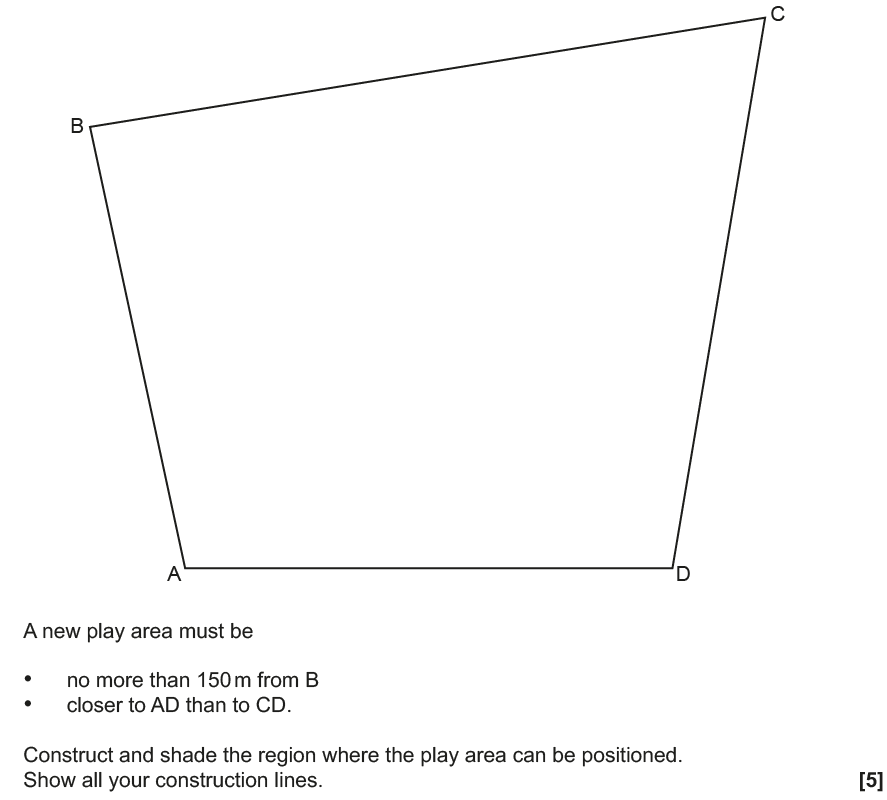 C
B
A
D
A new play area must be
• no more than 150 m from B
• closer to AD than to CD.
Construct and shade the region where the play area can be positioned.
Show all your construction lines. [5]